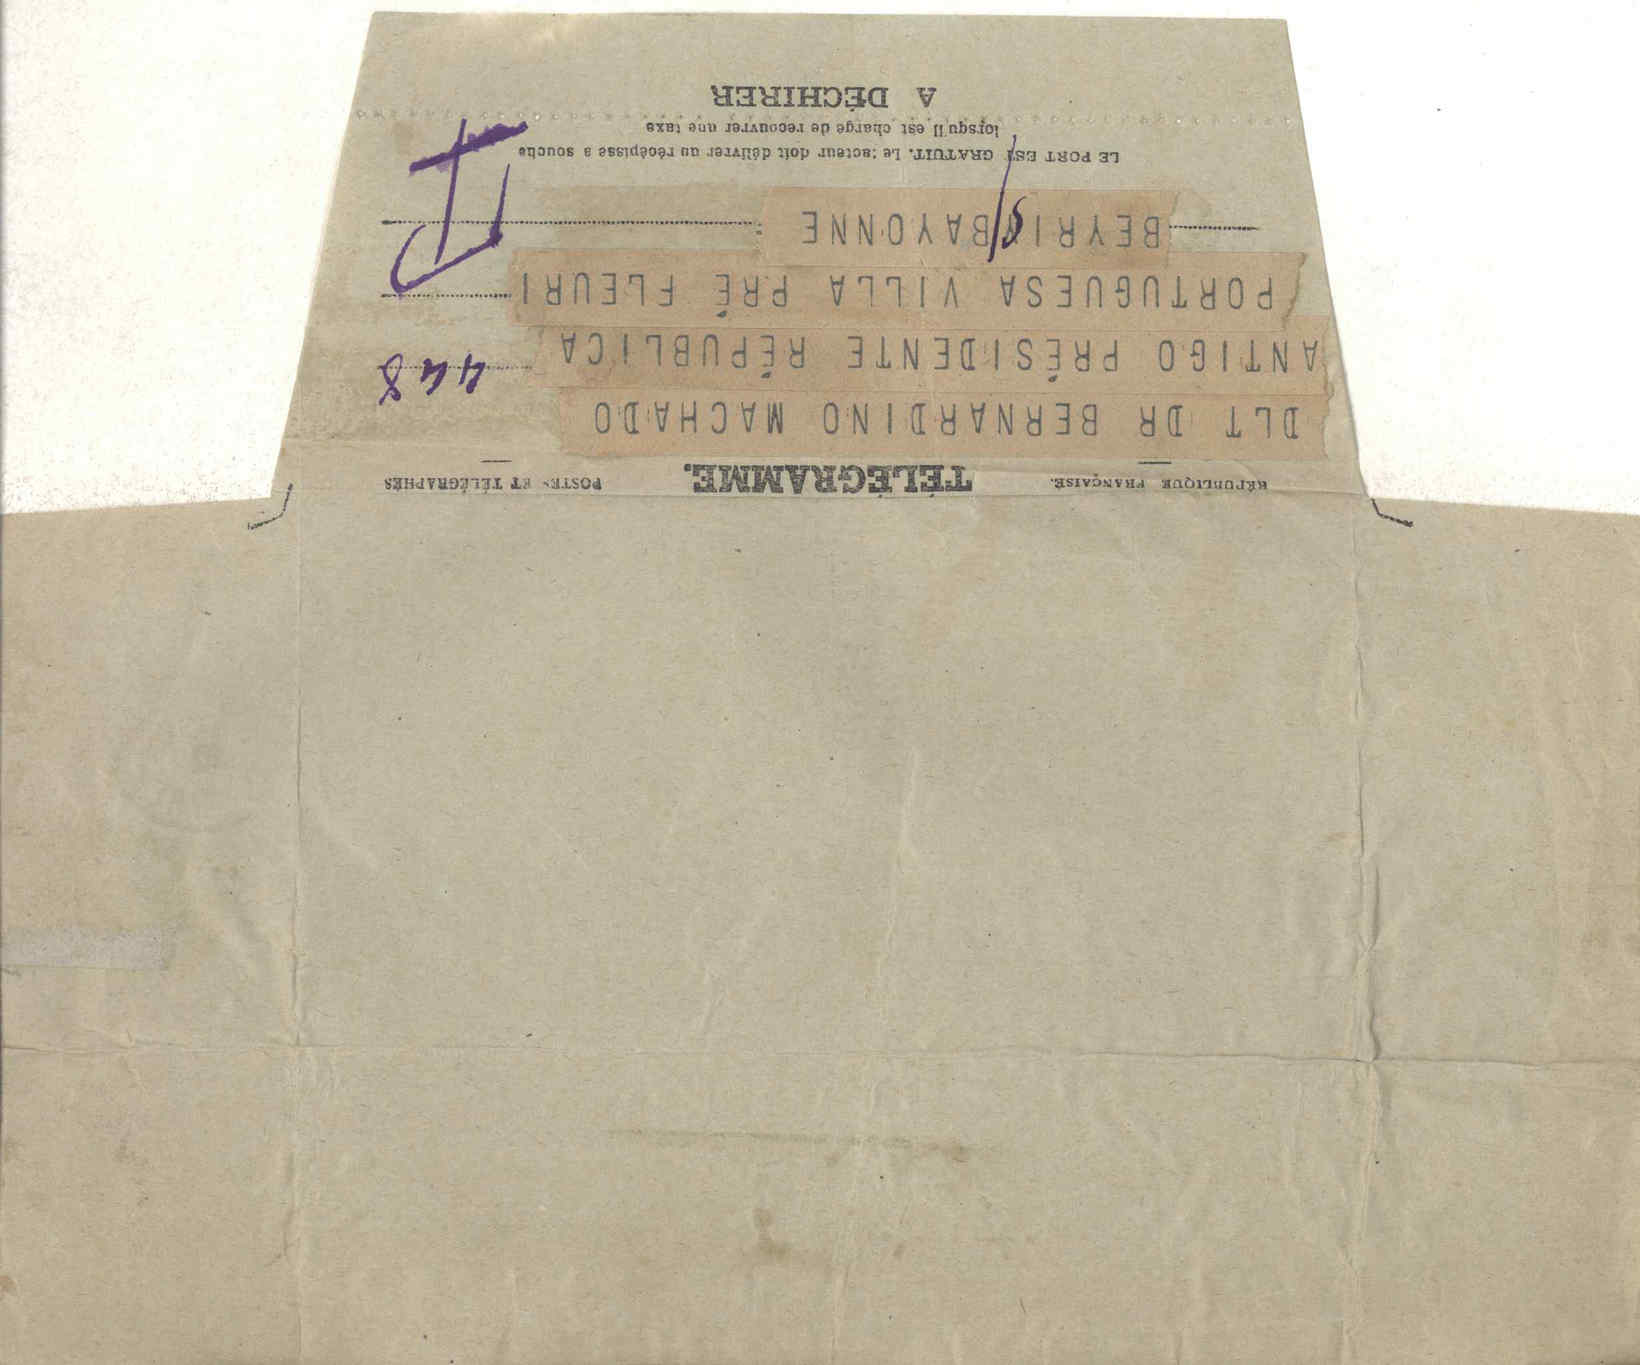 RÉPUBLIQUE FRANÇAISE. TÉLÉGRAMME. POSTES ET TÉLÉGRAPHES
DLT DR BERNARDINO MACHADO
ANTIGO PRÉSIDENTE RÉPUBLICA
448
PORTUGUESA VILLA PRÉ FLEURI
BEYRIS BAYONNE :
LE PORT EST GRATUIT. Le facteur doit délivrer un récépissé à souche
lorsqu'il est chargé de recouvrer une taxe
A DÉCHIRER